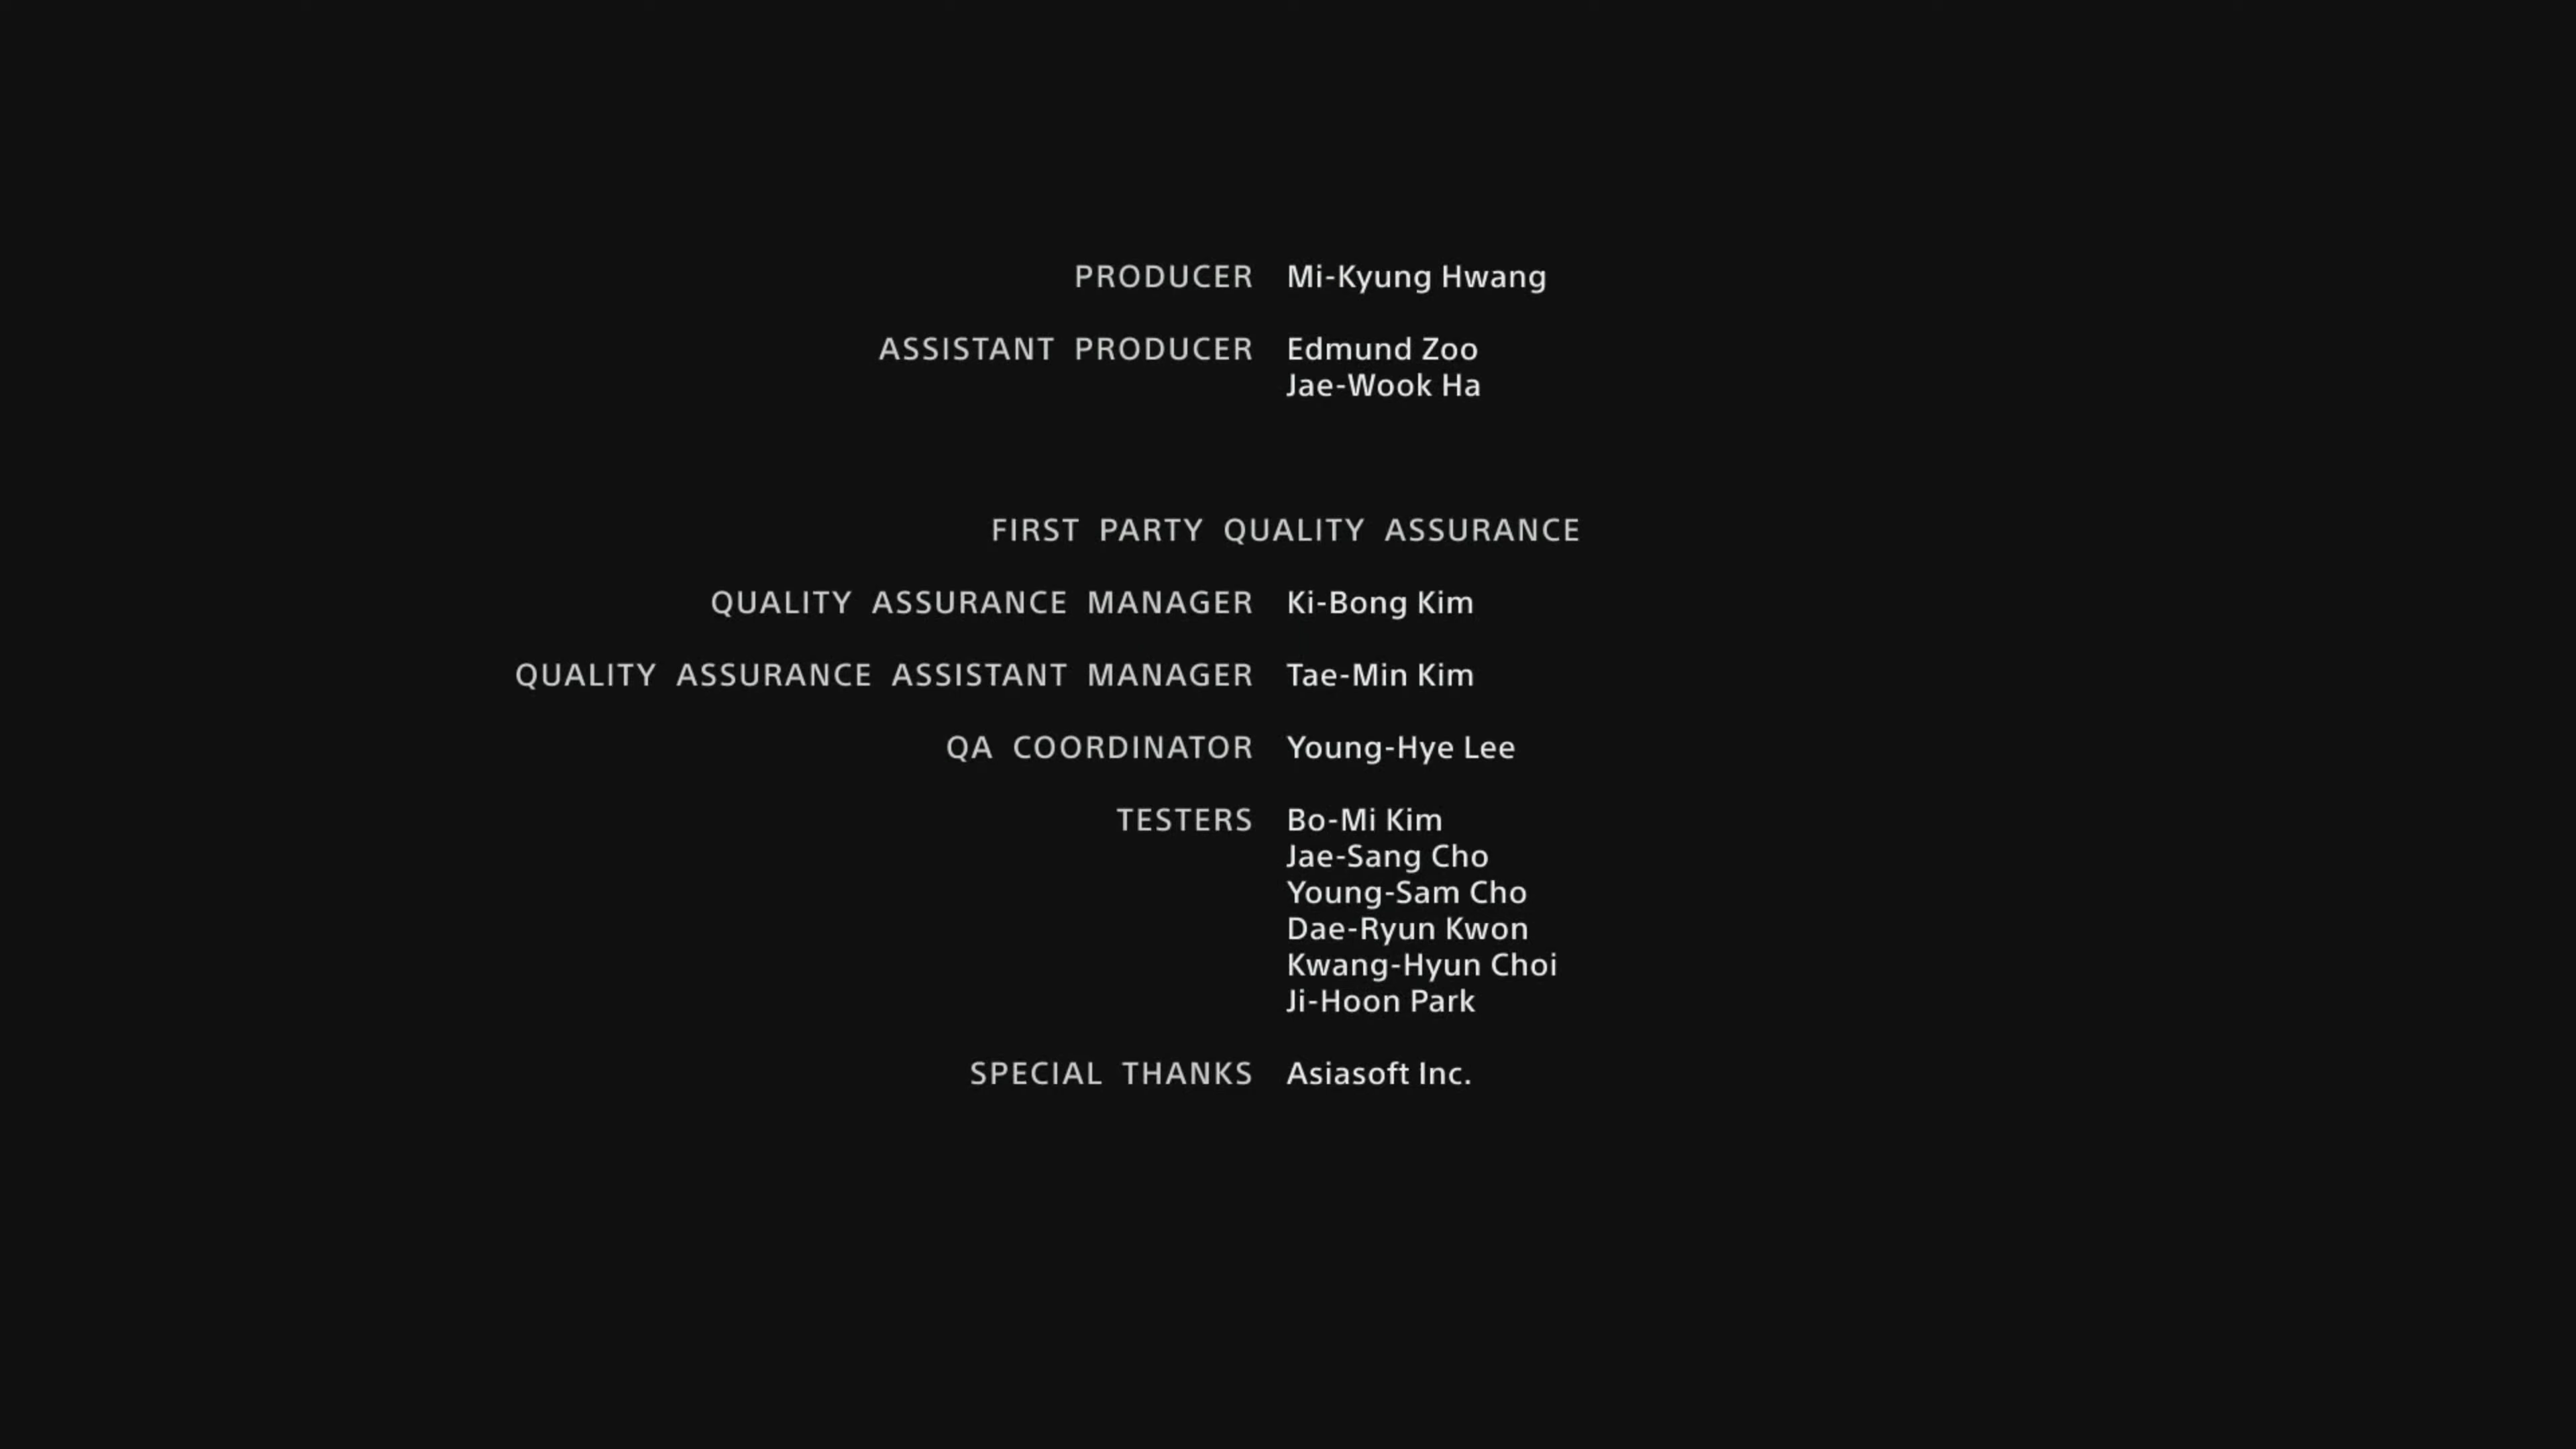 PRODUCER Mi-Kyung Hwang
ASSISTANT PRODUCER Edmund Zoo
Jae-Wook Ha
FIRST PARTY QUALITY ASSURANCE
QUALITY ASSURANCE MANAGER Ki-Bong Kim
QUALITY ASSURANCE ASSISTANT MANAGER Tae-Min Kim
QA COORDINATOR Young-Hye Lee
TESTERS Bo-Mi Kim
Jae-Sang Cho
Young-Sam Cho
Dae-Ryun Kwon
Kwang-Hyun Choi
Ji-Hoon Park
SPECIAL THANKS Asiasoft Inc.